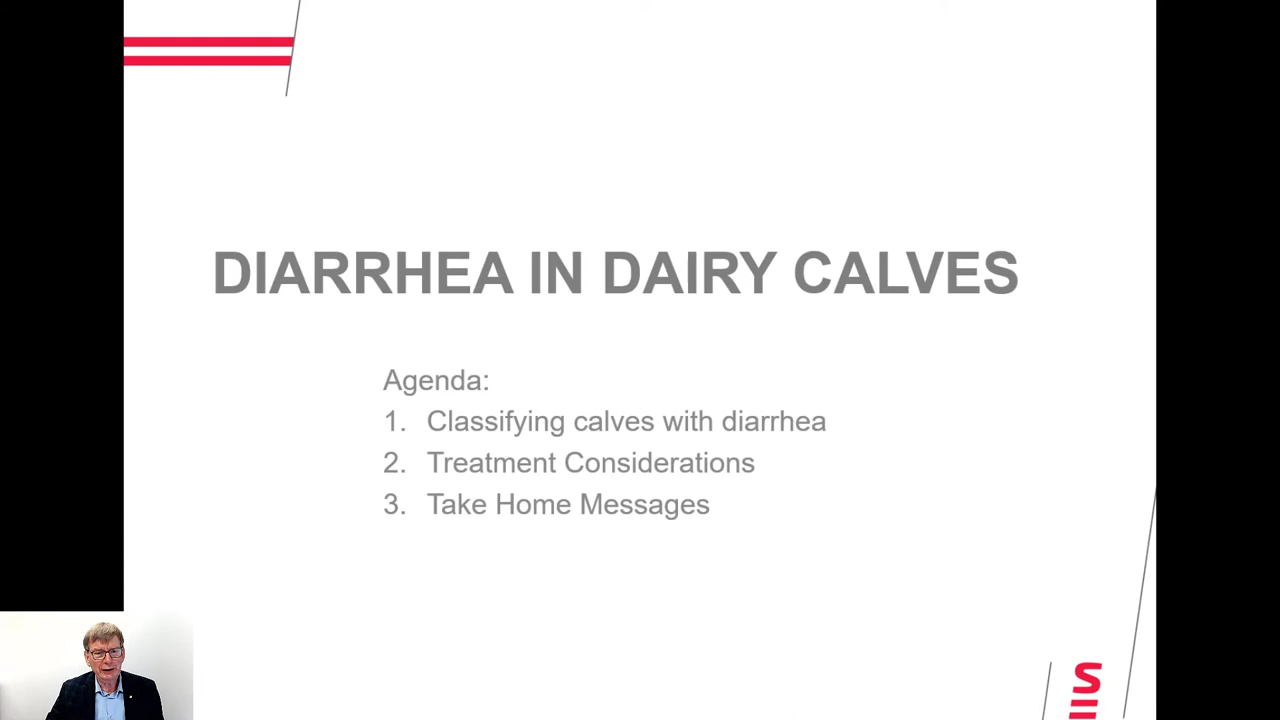 DIARRHEA IN DAIRY CALVES
Agenda:
1. Classifying calves with diarrhea
2. Treatment Considerations
3. Take Home Messages
S